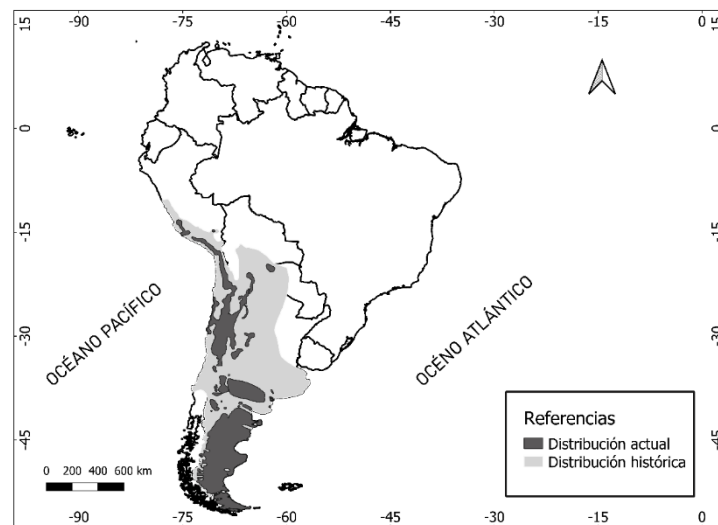 -90 -75 -60 -45 -30 -15 0
15 15
0 0
-15 -15
-30 -30
-45 -45
OCÉANO PACÍFICO
OCÉNO ATLÁNTICO
Referencias
Distribución actual
Distribución histórica
0 200 400 600 km
-90 -75 -60 -45 -30 -15 0